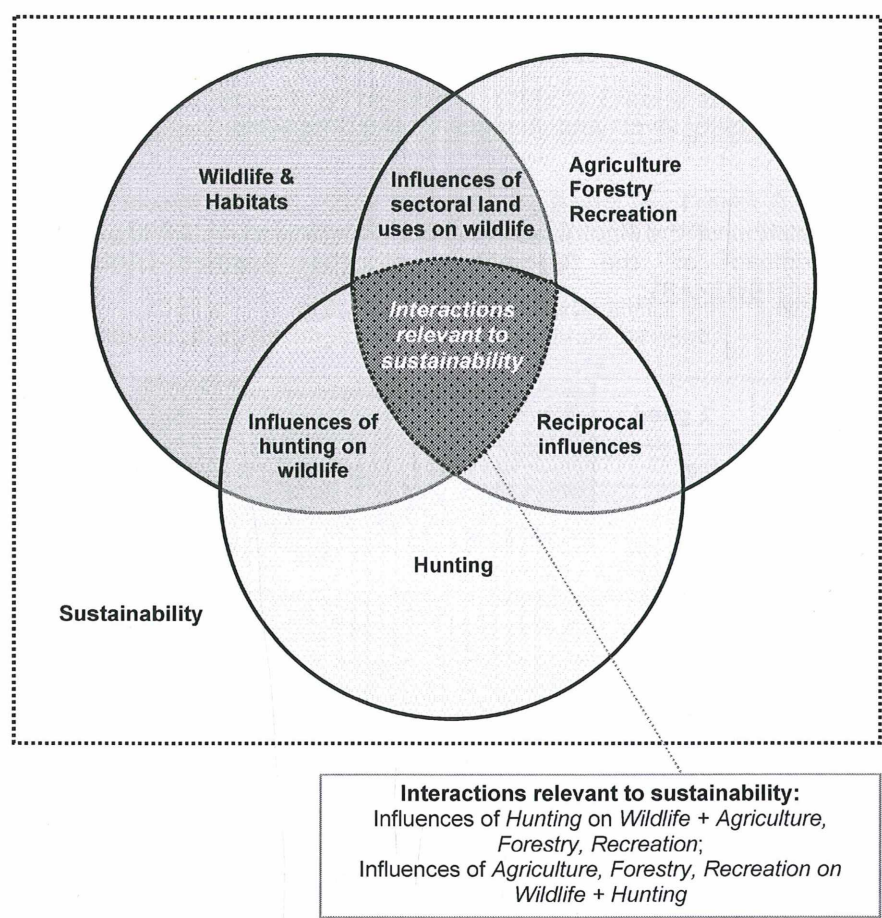 Wildlife &
Habitats
Influences of
sectoral land
uses on wildlife
Agriculture
Forestry
Recreation
Interactions
relevant to
sustainability
Influences of
hunting on
wildlife
Reciprocal
influences
Hunting
Sustainability
Interactions relevant to sustainability:
Influences of Hunting on Wildlife + Agriculture,
Forestry, Recreation;
Influences of Agriculture, Forestry, Recreation on
Wildlife + Hunting